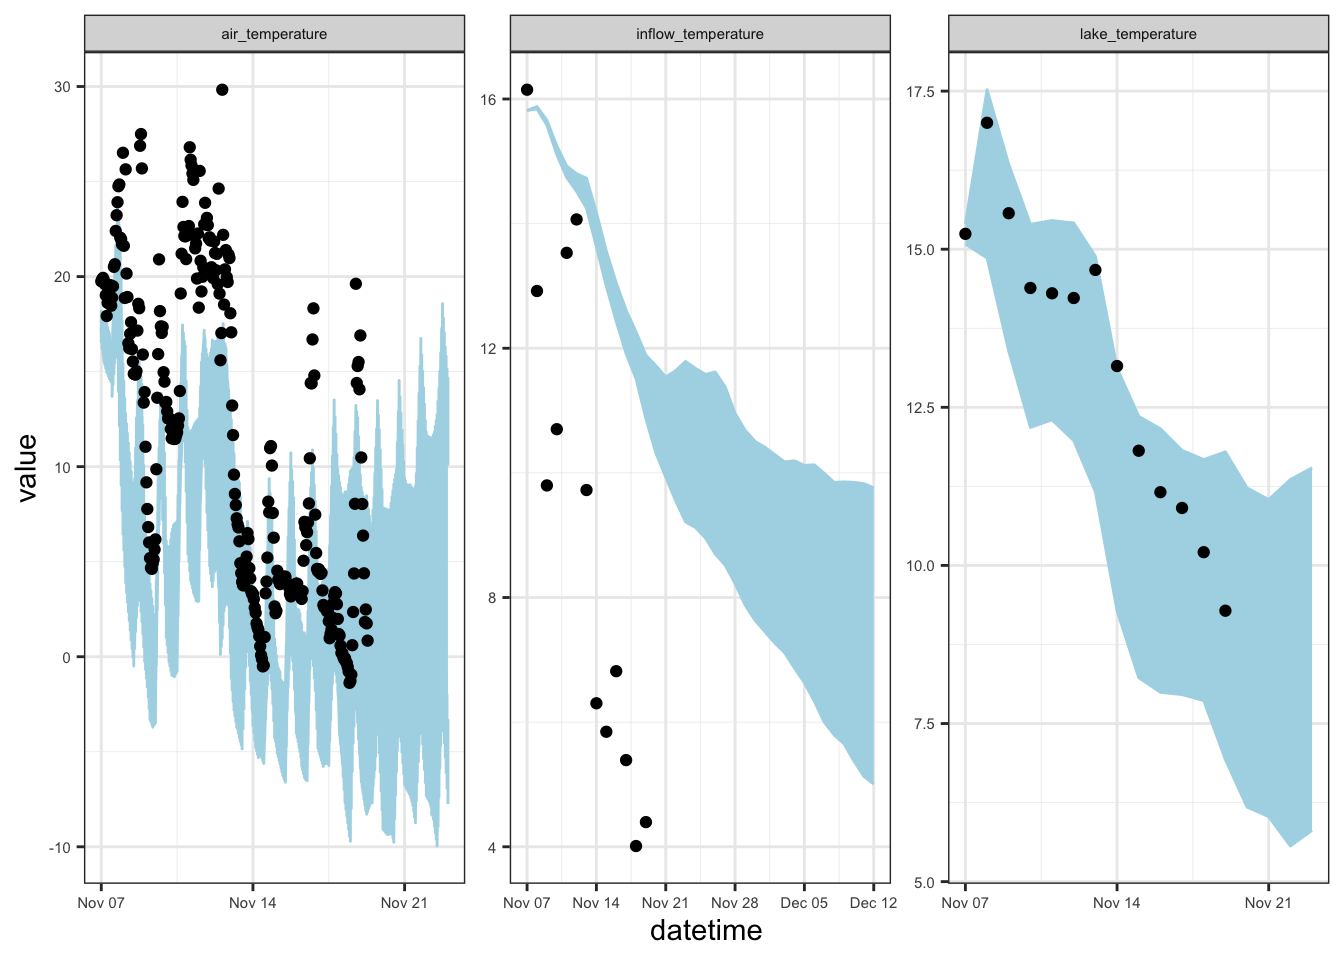 air_temperature
inflow_temperature
lake_temperature
value
30
20
10
0
-10
16
12
8
4
17.5
15.0
12.5
10.0
7.5
5.0
Nov 07
Nov 14
Nov 21
Nov 07
Nov 14
Nov 21
Nov 28
Dec 05
Dec 12
Nov 07
Nov 14
Nov 21
datetime